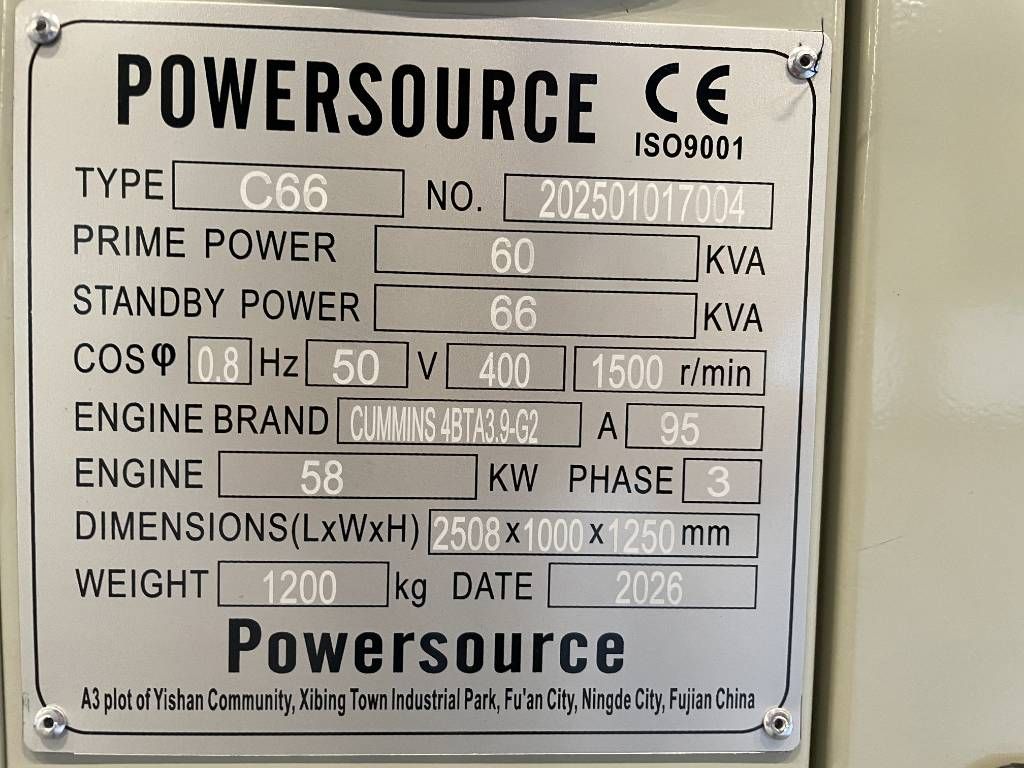 POWERSOURCE CE
ISO9001
TYPE C66 NO. 202501017004
PRIME POWER 60 KVA
STANDBY POWER 66 KVA
COSφ 0.8 Hz 50 V 400 1500 r/min
ENGINE BRAND CUMMINS 4BTA3.9-G2 A 95
ENGINE 58 KW PHASE 3
DIMENSIONS(LxWxH) 2508x1000x1250 mm
WEIGHT 1200 kg DATE 2026
Powersource
A3 plot of Yishan Community, Xibing Town Industrial Park, Fu'an City, Ningde City, Fujian China